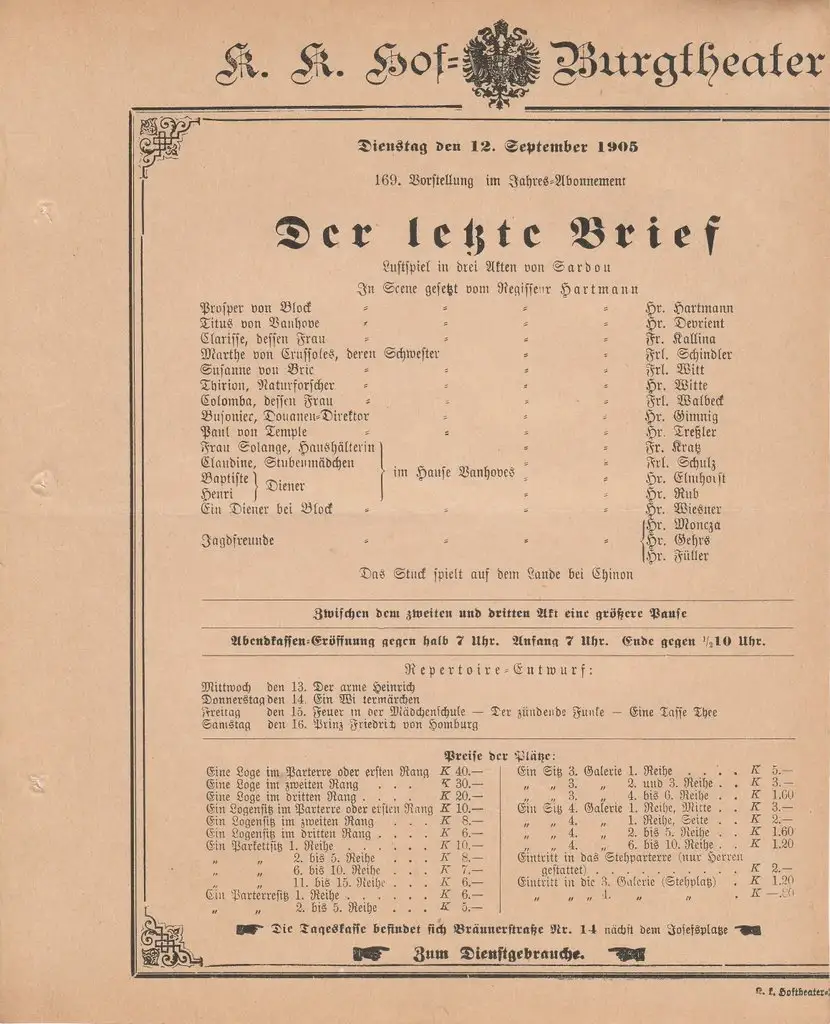 K. K. Hof= Burgtheater
Dienstag den 12. September 1905
169. Vorstellung im Jahres=Abonnement
Der letzte Brief
Lustspiel in drei Akten von Sardou
In Scene gesetzt vom Regisseur Hartmann
Prosper von Block = = = = Hr. Hartmann
Titus von Vanhove = = = = Hr. Devrient
Clarisse, dessen Frau = = = = Fr. Kallina
Marthe von Crussoles, deren Schwester = = Frl. Schindler
Susanne von Bric = = = = Frl. Witt
Thirion, Naturforscher = = = = Hr. Witte
Colomba, dessen Frau = = = = Frl. Walbeck
Busoniec, Douanen=Direktor = = = Hr. Gimnig
Paul von Temple = = = = Hr. Treßler
Frau Solange, Haushälterin = = Fr. Kratz
Claudine, Stubenmädchen = = Frl. Schulz
im Hause Vanhoves
Baptiste = = Hr. Elmhorst
Diener
Henri = = Hr. Rub
Ein Diener bei Block = = = = Hr. Wiesner
Hr. Moncza
Jagdfreunde = = = = Hr. Gehrs
Hr. Füller
Das Stuck spielt auf dem Lande bei Chinon
Zwischen dem zweiten und dritten Akt eine größere Pause
Abendkassen=Eröffnung gegen halb 7 Uhr. Anfang 7 Uhr. Ende gegen ½10 Uhr.
Repertoire=Entwurf:
Mittwoch den 13. Der arme Heinrich
Donnerstag den 14. Ein Wi termärchen
Freitag den 15. Feuer in der Mädchenschule — Der zündende Funke — Eine Tasse Thee
Samstag den 16. Prinz Friedrich von Homburg
Preise der Plätze:
Eine Loge im Parterre oder ersten Rang K 40.—
Eine Loge im zweiten Rang . . . K 30.—
Eine Loge im dritten Rang . . . . K 20.—
Ein Logensitz im Parterre oder ersten Rang K 10.—
Ein Logensitz im zweiten Rang . . . K 8.—
Ein Logensitz im dritten Rang . . . . K 6.—
Ein Parkettsitz 1. Reihe . . . . . K 10.—
„ „ 2. bis 5. Reihe . . . K 8.—
„ „ 6. bis 10. Reihe . . . K 7.—
„ „ 11. bis 15. Reihe . . . K 6.—
Ein Parterresitz 1. Reihe . . . . . . K 6.—
„ „ 2. bis 5. Reihe . . . K 5.—
Ein Sitz 3. Galerie 1. Reihe . . . . K 5.—
„ „ 3. „ 2. und 3. Reihe . . K 3.—
„ „ 3. „ 4. bis 6. Reihe . . K 1.60
Ein Sitz 4. Galerie 1. Reihe, Mitte . . K 3.—
„ „ 4. „ 1. Reihe, Seite . . K 2.—
„ „ 4. „ 2. bis 5. Reihe . . K 1.60
„ „ 4. „ 6. bis 10. Reihe . . K 1.20
Eintritt in das Stehparterre (nur Herren
gestattet) . . . . . . . . K 2.—
Eintritt in die 3. Galerie (Stehplatz) . K 1.20
„ „ „ 4. „ „ . K —.80
Die Tageskasse befindet sich Bräunerstraße Nr. 14 nächst dem Josefsplatze
Zum Dienstgebrauche.
K. k. Hoftheater=